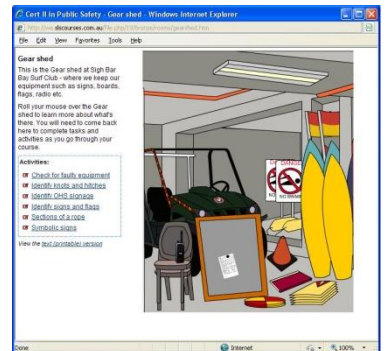 Cert II in Public Safety - Gear shed - Windows Internet Explorer
File Edit View Favorites Tools Help
Gear shed
This is the Gear shed at Sigh Bar
Bay Surf Club - where we keep our
equipment such as signs, boards,
flags, radio etc.
Roll your mouse over the Gear
shed to learn more about what's
there. You will need to come back
here to complete tasks and
activities as you go through your
course.
Activities:
Check for faulty equipment
Identify knots and hitches
Identify OHS signage
Identify signs and flags
Sections of a rope
Symbolic signs
View the text (printable) version
DANGER
Done
Internet
100%